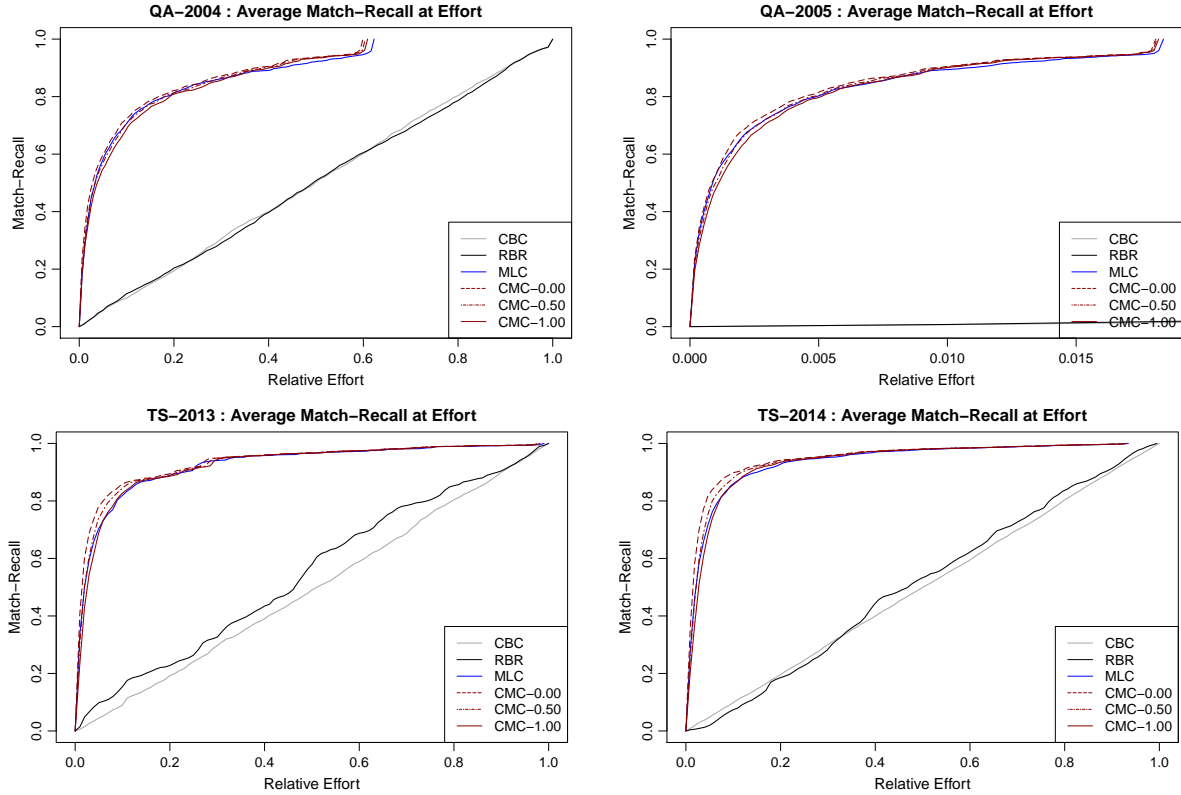 QA−2004 : Average Match−Recall at Effort
Match−Recall
1.0
0.8
0.6
0.4
0.2
0.0
CBC
RBR
MLC
CMC−0.00
CMC−0.50
CMC−1.00
0.0 0.2 0.4 0.6 0.8 1.0
Relative Effort
QA−2005 : Average Match−Recall at Effort
Match−Recall
1.0
0.8
0.6
0.4
0.2
0.0
CBC
RBR
MLC
CMC−0.00
CMC−0.50
CMC−1.00
0.000 0.005 0.010 0.015
Relative Effort
TS−2013 : Average Match−Recall at Effort
Match−Recall
1.0
0.8
0.6
0.4
0.2
0.0
CBC
RBR
MLC
CMC−0.00
CMC−0.50
CMC−1.00
0.0 0.2 0.4 0.6 0.8 1.0
Relative Effort
TS−2014 : Average Match−Recall at Effort
Match−Recall
1.0
0.8
0.6
0.4
0.2
0.0
CBC
RBR
MLC
CMC−0.00
CMC−0.50
CMC−1.00
0.0 0.2 0.4 0.6 0.8 1.0
Relative Effort